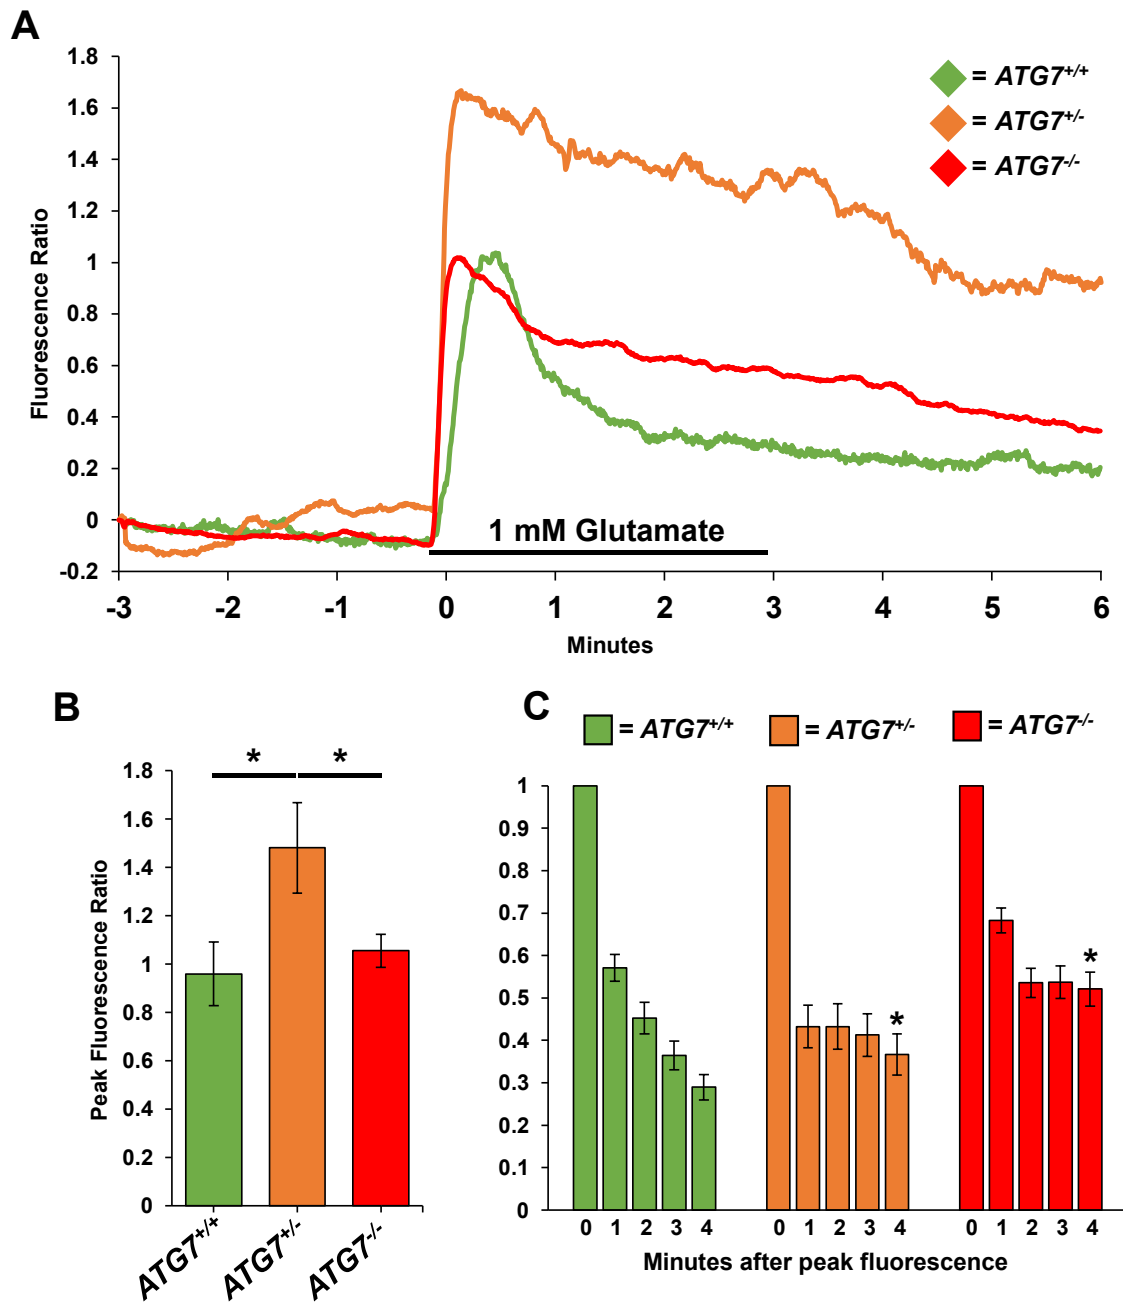 A
1.8
1.6
1.4
1.2
1
0.8
0.6
0.4
0.2
0
-0.2
Fluorescence Ratio
= ATG7+/+
= ATG7+/-
= ATG7-/-
1 mM Glutamate
-3 -2 -1 0 1 2 3 4 5 6
Minutes
B
* *
1.8
1.6
1.4
1.2
1
0.8
0.6
0.4
0.2
0
Peak Fluorescence Ratio
ATG7+/+ ATG7+/- ATG7-/-
C
= ATG7+/+ = ATG7+/- = ATG7-/-
1
0.9
0.8
0.7
0.6
0.5
0.4
0.3
0.2
0.1
0
* *
0 1 2 3 4 0 1 2 3 4 0 1 2 3 4
Minutes after peak fluorescence